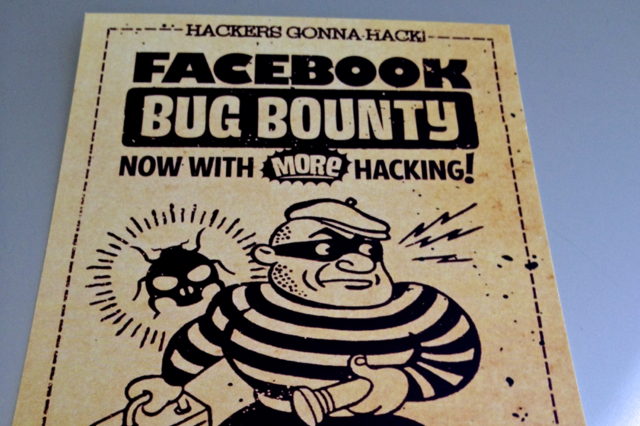 HACKERS GONNA HACK!
FACEBOOK
BUG BOUNTY
NOW WITH MORE HACKING!